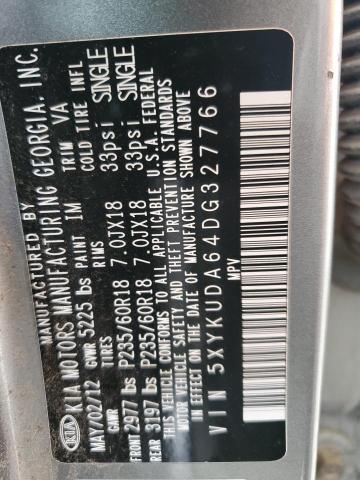 MANUFACTURED BY
KIA MOTORS MANUFACTURING GEORGIA, INC.
MAY/02/12 PAINT IM TRIM VA
GVWR 5225 lbs
GAWR TIRES RIMS COLD TIRE INFL
FRONT 2977 lbs P235/60R18 7.0JX18 33psi SINGLE
REAR 3197 lbs P235/60R18 7.0JX18 33psi SINGLE
THIS VEHICLE CONFORMS TO ALL APPLICABLE U.S.A. FEDERAL
MOTOR VEHICLE SAFETY AND THEFT PREVENTION STANDARDS
IN EFFECT ON THE DATE OF MANUFACTURE SHOWN ABOVE
VIN 5XYKUDA64DG327766
MPV
KIA